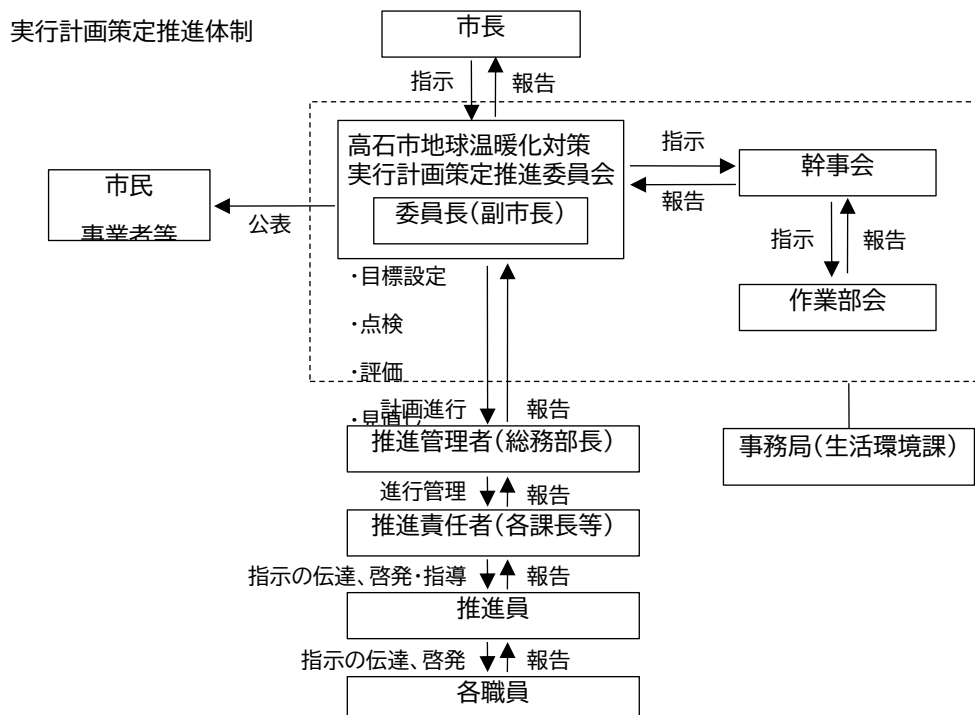 実行計画策定推進体制
市長
指示
報告
高石市地球温暖化対策
実行計画策定推進委員会
委員長(副市長)
指示
報告
幹事会
市民
事業者等
公表
指示
報告
作業部会
・目標設定
・点検
・評価
・見直し
計画進行
報告
推進管理者(総務部長)
事務局(生活環境課)
進行管理
報告
推進責任者(各課長等)
指示の伝達、啓発・指導
報告
推進員
指示の伝達、啓発
報告
各職員